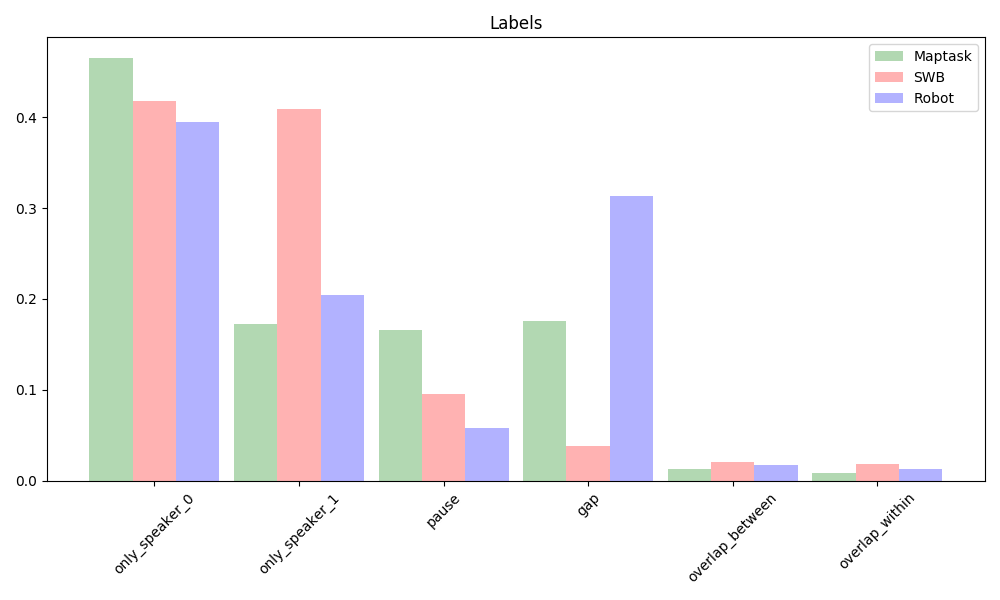 Labels
Maptask
SWB
Robot
0.4
0.3
0.2
0.1
0.0
only_speaker_0
only_speaker_1
pause
gap
overlap_between
overlap_within